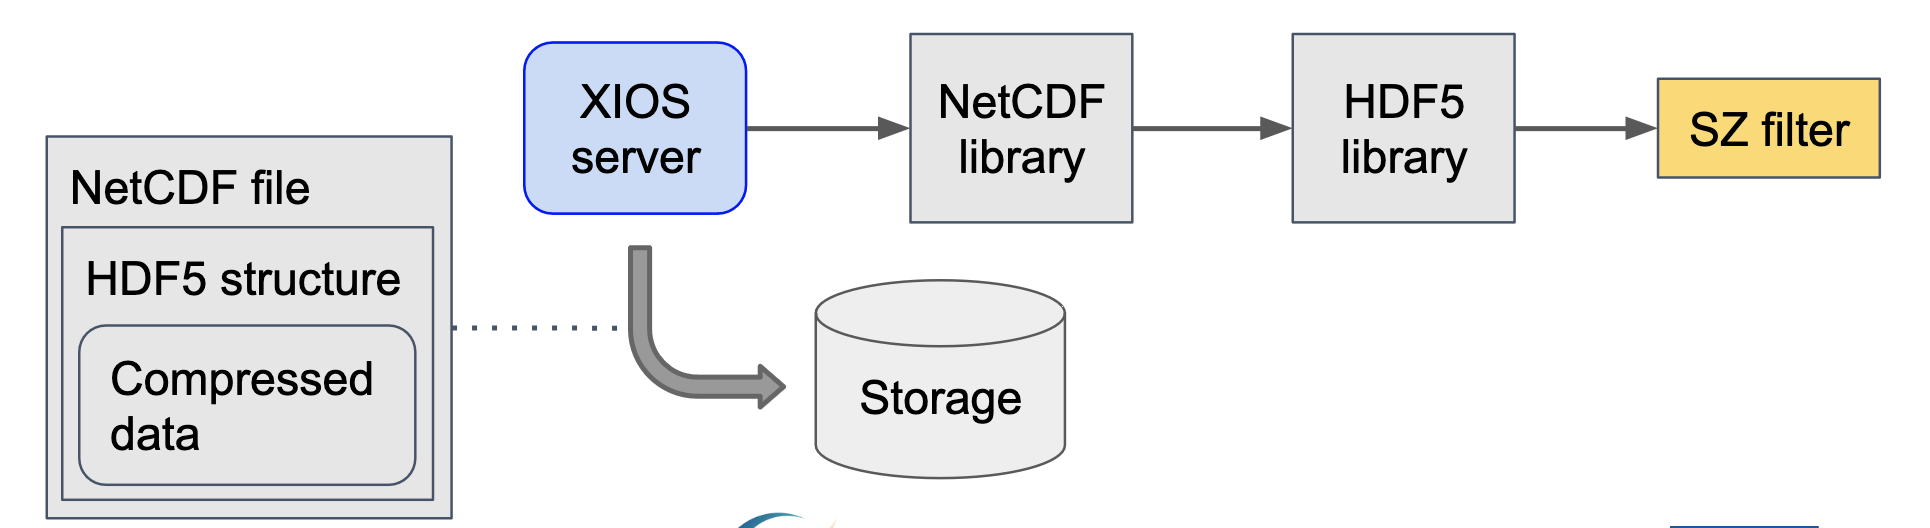 XIOS
server
NetCDF
library
HDF5
library
SZ filter
NetCDF file
HDF5 structure
Compressed
data
Storage